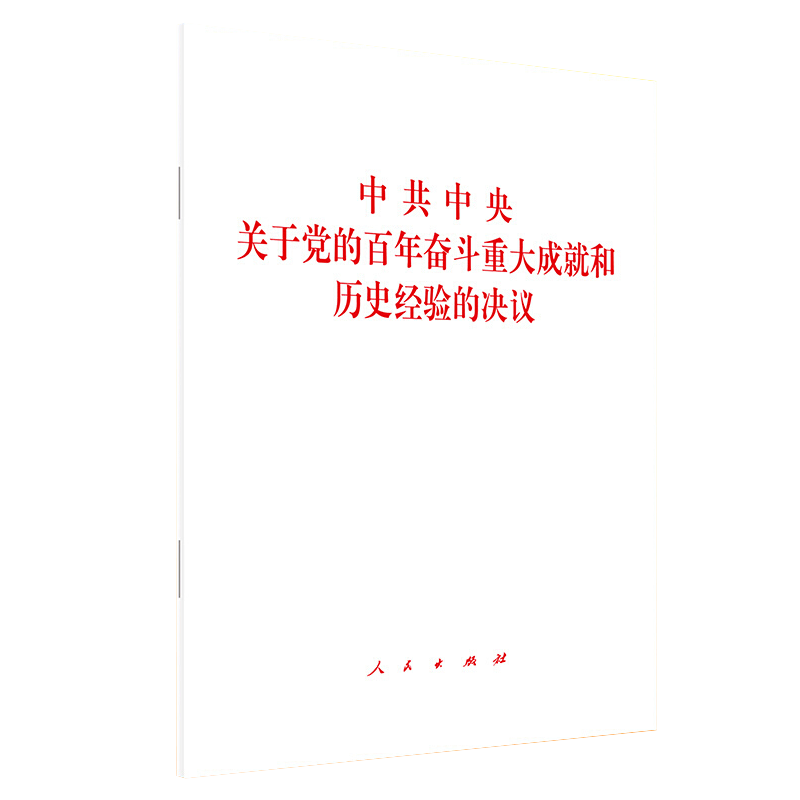 中共中央
关于党的百年奋斗重大成就和
历史经验的决议
人民出版社